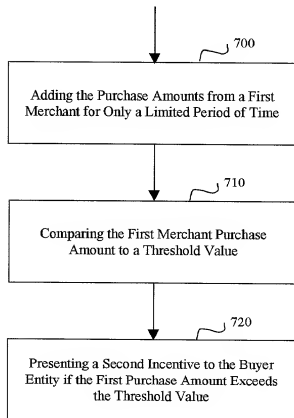 700
Adding the Purchase Amounts from a First
Merchant for Only a Limited Period of Time
710
Comparing the First Merchant Purchase
Amount to a Threshold Value
720
Presenting a Second Incentive to the Buyer
Entity if the First Purchase Amount Exceeds
the Threshold Value